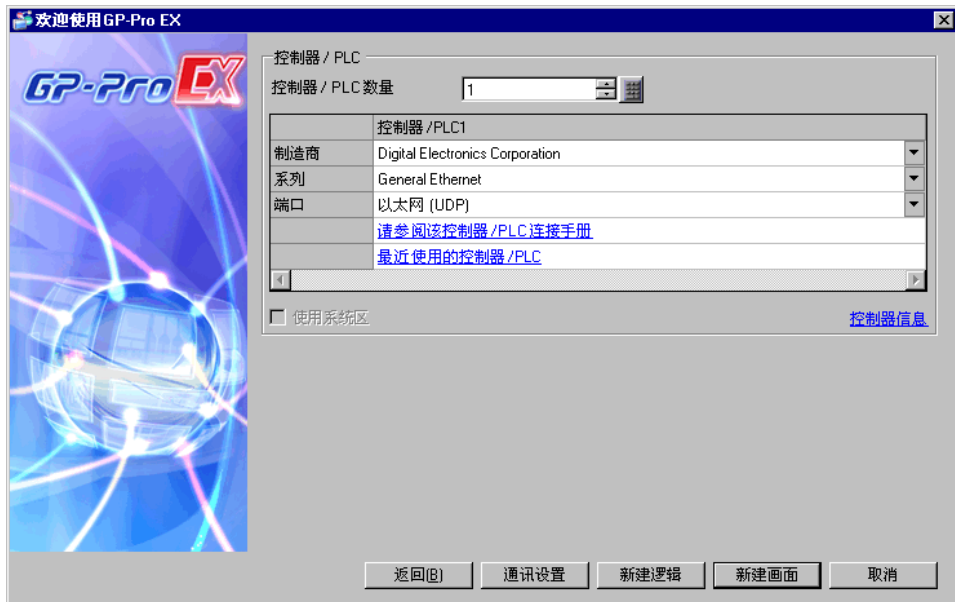 欢迎使用GP-Pro EX
GP-Pro EX
控制器 / PLC
控制器 / PLC 数量 1
控制器 /PLC1
制造商 Digital Electronics Corporation
系列 General Ethernet
端口 以太网 (UDP)
请参阅该控制器 /PLC 连接手册
最近使用的控制器 /PLC
使用系统区 控制器信息
返回(B) 通讯设置 新建逻辑 新建画面 取消